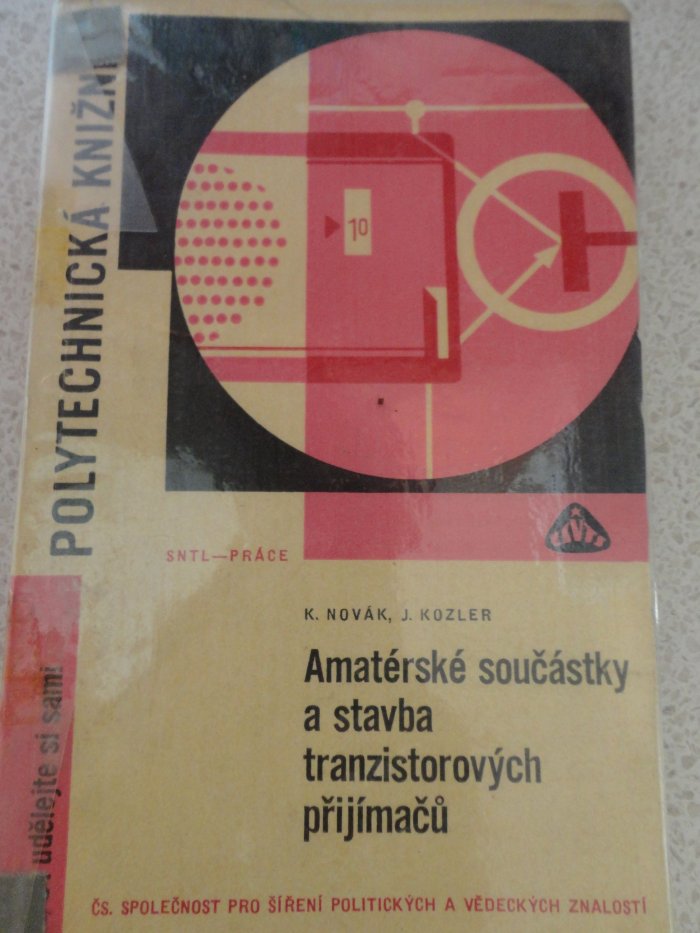 POLYTECHNICKÁ
10
SNTL—PRÁCE
K. NOVÁK, J. KOZLER
Amatérské součástky
a stavba
tranzistorových
přijímačů
udělejte si sami
ČS. SPOLEČNOST PRO ŠÍŘENÍ POLITICKÝCH A VĚDECKÝCH ZNALOSTÍ